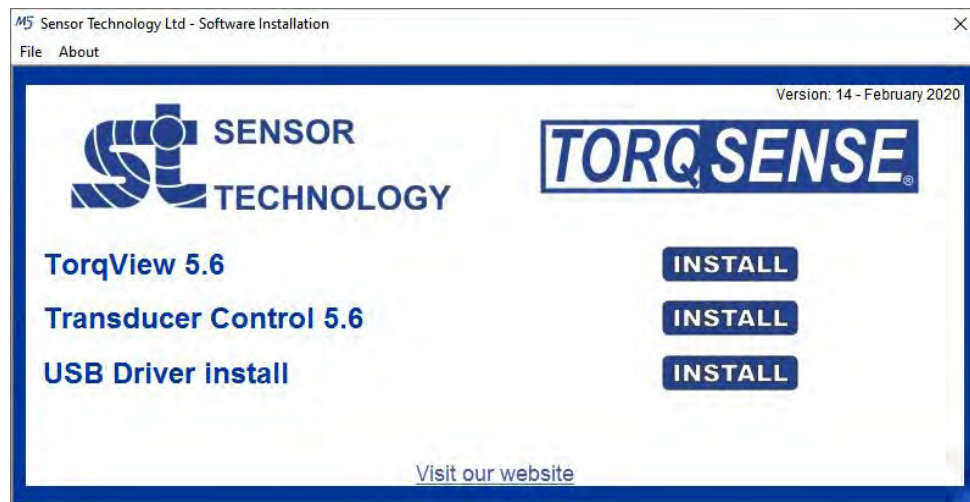 Sensor Technology Ltd - Software Installation
File About
Version: 14 - February 2020
st SENSOR
TECHNOLOGY
TORQSENSE®
TorqView 5.6 INSTALL
Transducer Control 5.6 INSTALL
USB Driver install INSTALL
Visit our website